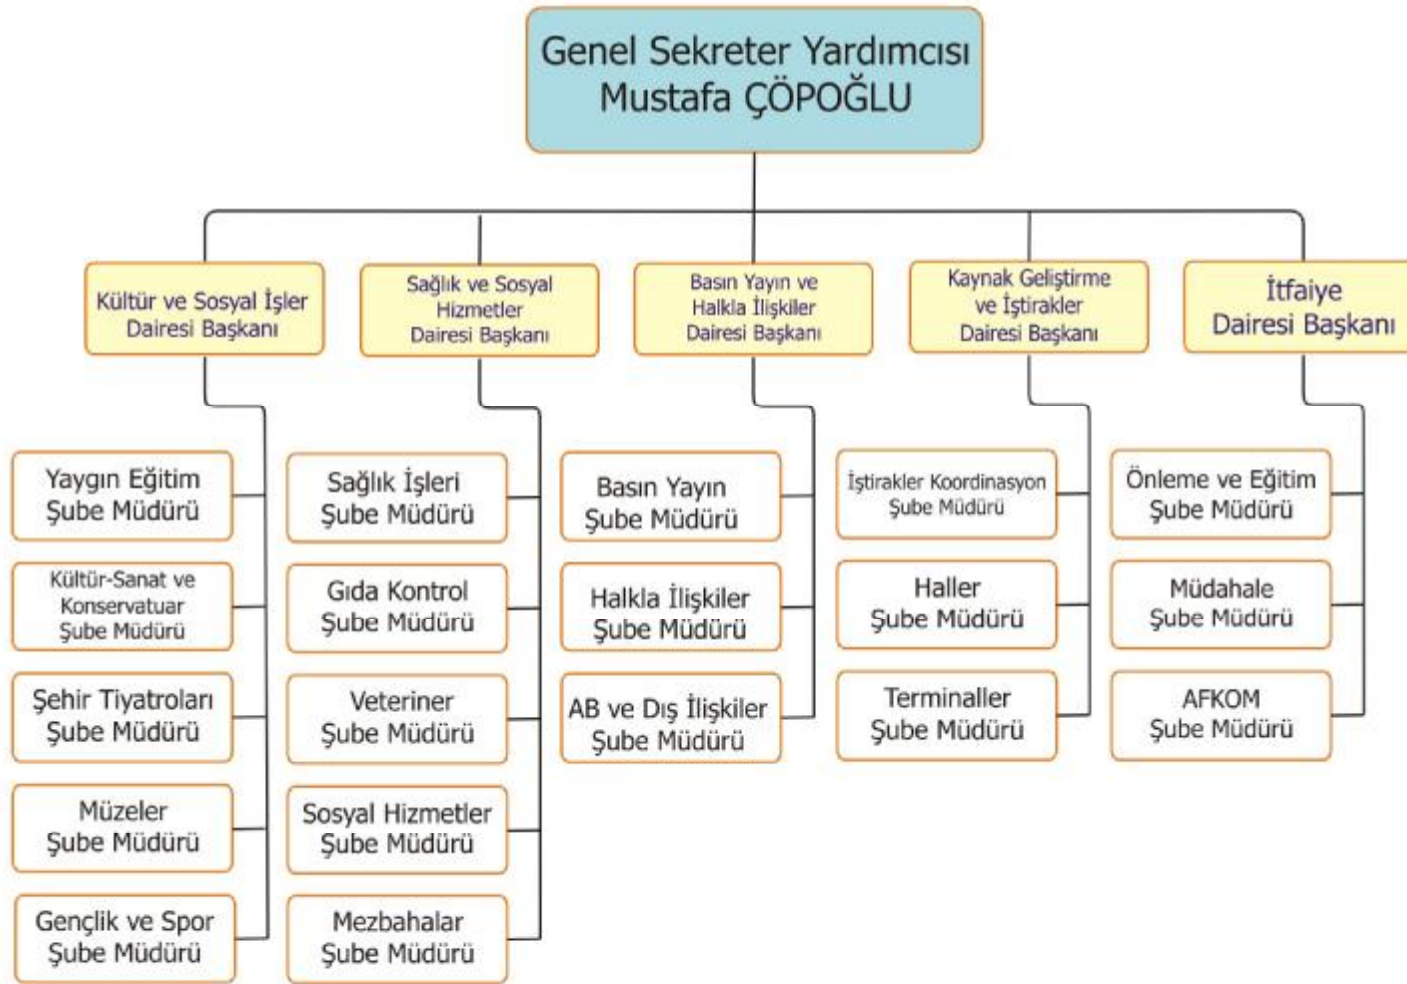 Genel Sekreter Yardımcısı
Mustafa ÇÖPOĞLU
Kültür ve Sosyal İşler
Dairesi Başkanı
Sağlık ve Sosyal
Hizmetler
Dairesi Başkanı
Basın Yayın ve
Halkla İlişkiler
Dairesi Başkanı
Kaynak Geliştirme
ve İştirakler
Dairesi Başkanı
İtfaiye
Dairesi Başkanı
Yaygın Eğitim
Şube Müdürü
Kültür-Sanat ve
Konservatuar
Şube Müdürü
Şehir Tiyatroları
Şube Müdürü
Müzeler
Şube Müdürü
Gençlik ve Spor
Şube Müdürü
Sağlık İşleri
Şube Müdürü
Gıda Kontrol
Şube Müdürü
Veteriner
Şube Müdürü
Sosyal Hizmetler
Şube Müdürü
Mezbahalar
Şube Müdürü
Basın Yayın
Şube Müdürü
Halkla İlişkiler
Şube Müdürü
AB ve Dış İlişkiler
Şube Müdürü
İştirakler Koordinasyon
Şube Müdürü
Haller
Şube Müdürü
Terminaller
Şube Müdürü
Önleme ve Eğitim
Şube Müdürü
Müdahale
Şube Müdürü
AFKOM
Şube Müdürü